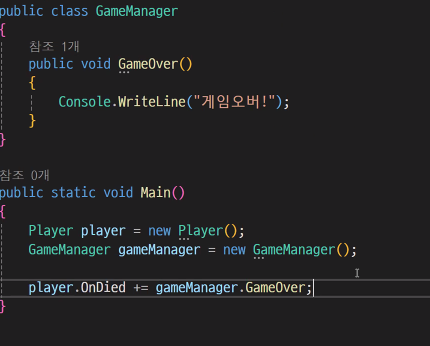 public class GameManager
{
참조 1개
public void GameOver()
{
Console.WriteLine("게임오버!");
}
}
참조 0개
public static void Main()
{
Player player = new Player();
GameManager gameManager = new GameManager();
player.OnDied += gameManager.GameOver;
}